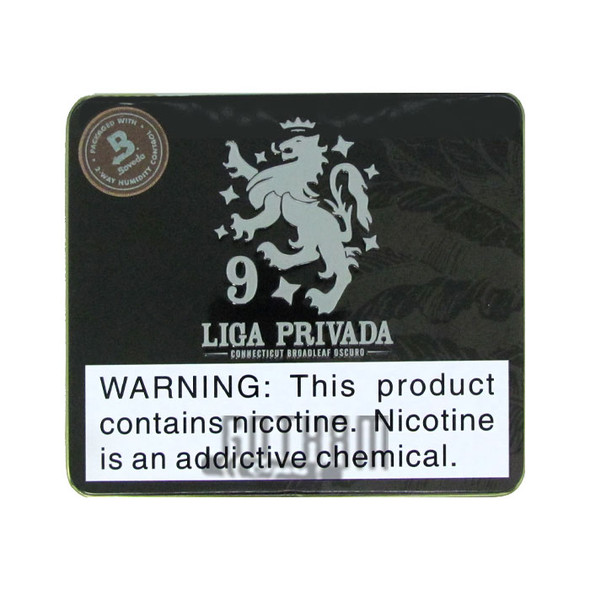 PACKAGED WITH
B
Boveda
2-WAY HUMIDITY CONTROL
9
LIGA PRIVADA
CONNECTICUT BROADLEAF OSCURO
WARNING: This product
contains nicotine. Nicotine
is an addictive chemical.
GOTHAM